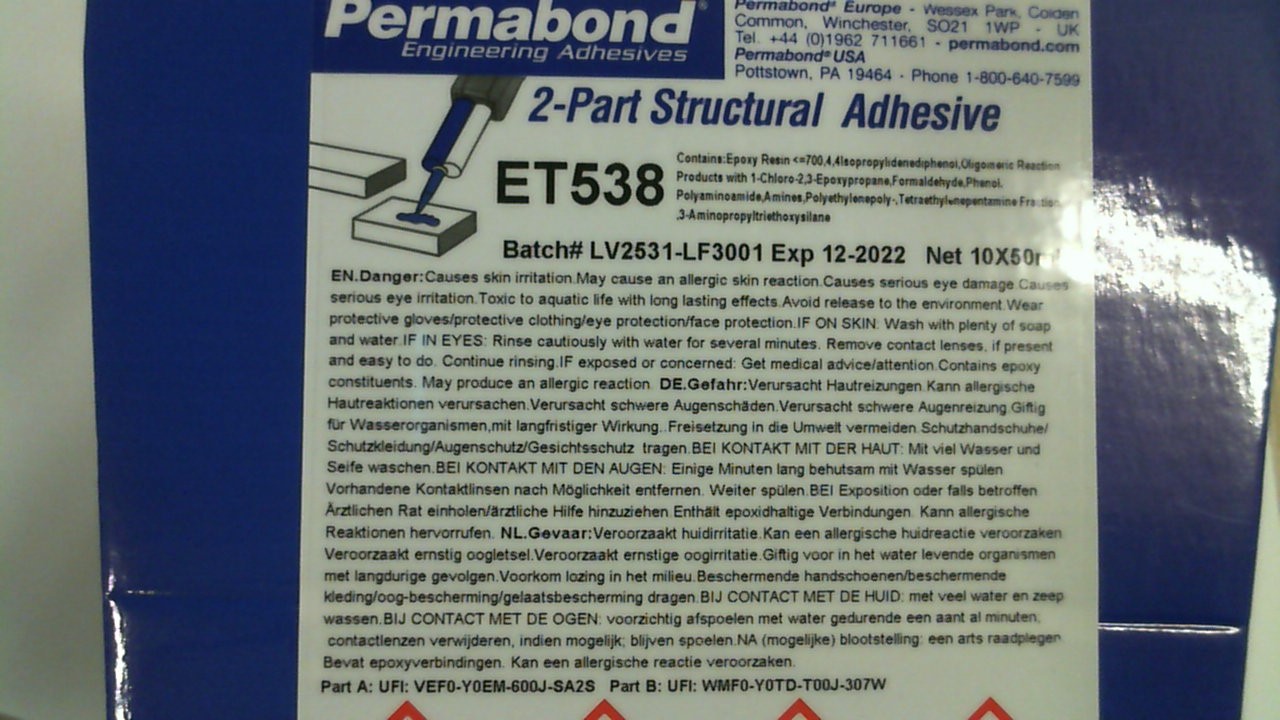 Permabond®
Engineering Adhesives
Permabond® Europe - Wessex Park, Colden
Common, Winchester, SO21 1WP - UK
Tel. +44 (0)1962 711661 - permabond.com
Permabond® USA
Pottstown, PA 19464 - Phone 1-800-640-7599
2-Part Structural Adhesive
ET538
Contains:Epoxy Resin <=700,4,4Isopropylidenediphenol,Oligomeric Reaction
Products with 1-Chloro-2,3-Epoxypropane,Formaldehyde,Phenol.
Polyaminoamide,Amines,Polyethylenepoly-,Tetraethylenepentamine Fraction
,3-Aminopropyltriethoxysilane
Batch# LV2531-LF3001 Exp 12-2022 Net 10X50
EN.Danger:Causes skin irritation.May cause an allergic skin reaction.Causes serious eye damage.Causes
serious eye irritation.Toxic to aquatic life with long lasting effects.Avoid release to the environment.Wear
protective gloves/protective clothing/eye protection/face protection.IF ON SKIN: Wash with plenty of soap
and water.IF IN EYES: Rinse cautiously with water for several minutes. Remove contact lenses, if present
and easy to do. Continue rinsing.IF exposed or concerned: Get medical advice/attention.Contains epoxy
constituents. May produce an allergic reaction. DE.Gefahr:Verursacht Hautreizungen.Kann allergische
Hautreaktionen verursachen.Verursacht schwere Augenschäden.Verursacht schwere Augenreizung.Giftig
für Wasserorganismen,mit langfristiger Wirkung..Freisetzung in die Umwelt vermeiden.Schutzhandschuhe/
Schutzkleidung/Augenschutz/Gesichtsschutz tragen.BEI KONTAKT MIT DER HAUT: Mit viel Wasser und
Seife waschen.BEI KONTAKT MIT DEN AUGEN: Einige Minuten lang behutsam mit Wasser spülen
Vorhandene Kontaktlinsen nach Möglichkeit entfernen. Weiter spülen.BEI Exposition oder falls betroffen
Ärztlichen Rat einholen/ärztliche Hilfe hinzuziehen Enthält epoxidhaltige Verbindungen. Kann allergische
Reaktionen hervorrufen. NL.Gevaar:Veroorzaakt huidirritatie.Kan een allergische huidreactie veroorzaken
Veroorzaakt ernstig oogletsel.Veroorzaakt ernstige oogirritatie.Giftig voor in het water levende organismen
met langdurige gevolgen.Voorkom lozing in het milieu.Beschermende handschoenen/beschermende
kleding/oog-bescherming/gelaatsbescherming dragen.BIJ CONTACT MET DE HUID: met veel water en zeep
wassen.BIJ CONTACT MET DE OGEN: voorzichtig afspoelen met water gedurende een aant al minuten;
contactlenzen verwijderen, indien mogelijk; blijven spoelen.NA (mogelijke) blootstelling: een arts raadplegen
Bevat epoxyverbindingen. Kan een allergische reactie veroorzaken.
Part A: UFI: VEF0-Y0EM-600J-SA2S Part B: UFI: WMF0-Y0TD-T00J-307W